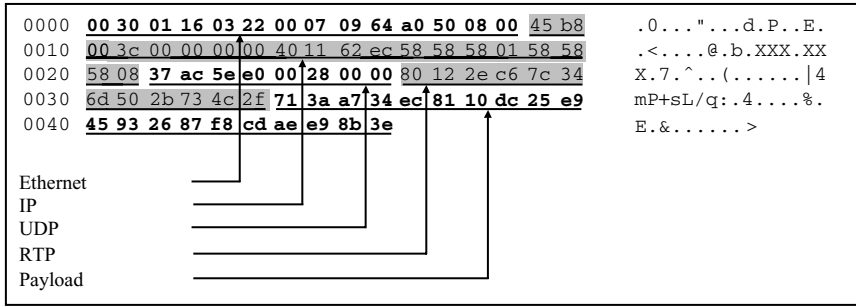 0000 00 30 01 16 03 22 00 07 09 64 a0 50 08 00 45 b8 .0..."...d.P..E.
0010 00 3c 00 00 00 00 40 11 62 ec 58 58 58 01 58 58 .<....@.b.XXX.XX
0020 58 08 37 ac 5e e0 00 28 00 00 80 12 2e c6 7c 34 X.7.^..(......|4
0030 6d 50 2b 73 4c 2f 71 3a a7 34 ec 81 10 dc 25 e9 mP+sL/q:.4....%.
0040 45 93 26 87 f8 cd ae e9 8b 3e E.&......>
Ethernet
IP
UDP
RTP
Payload